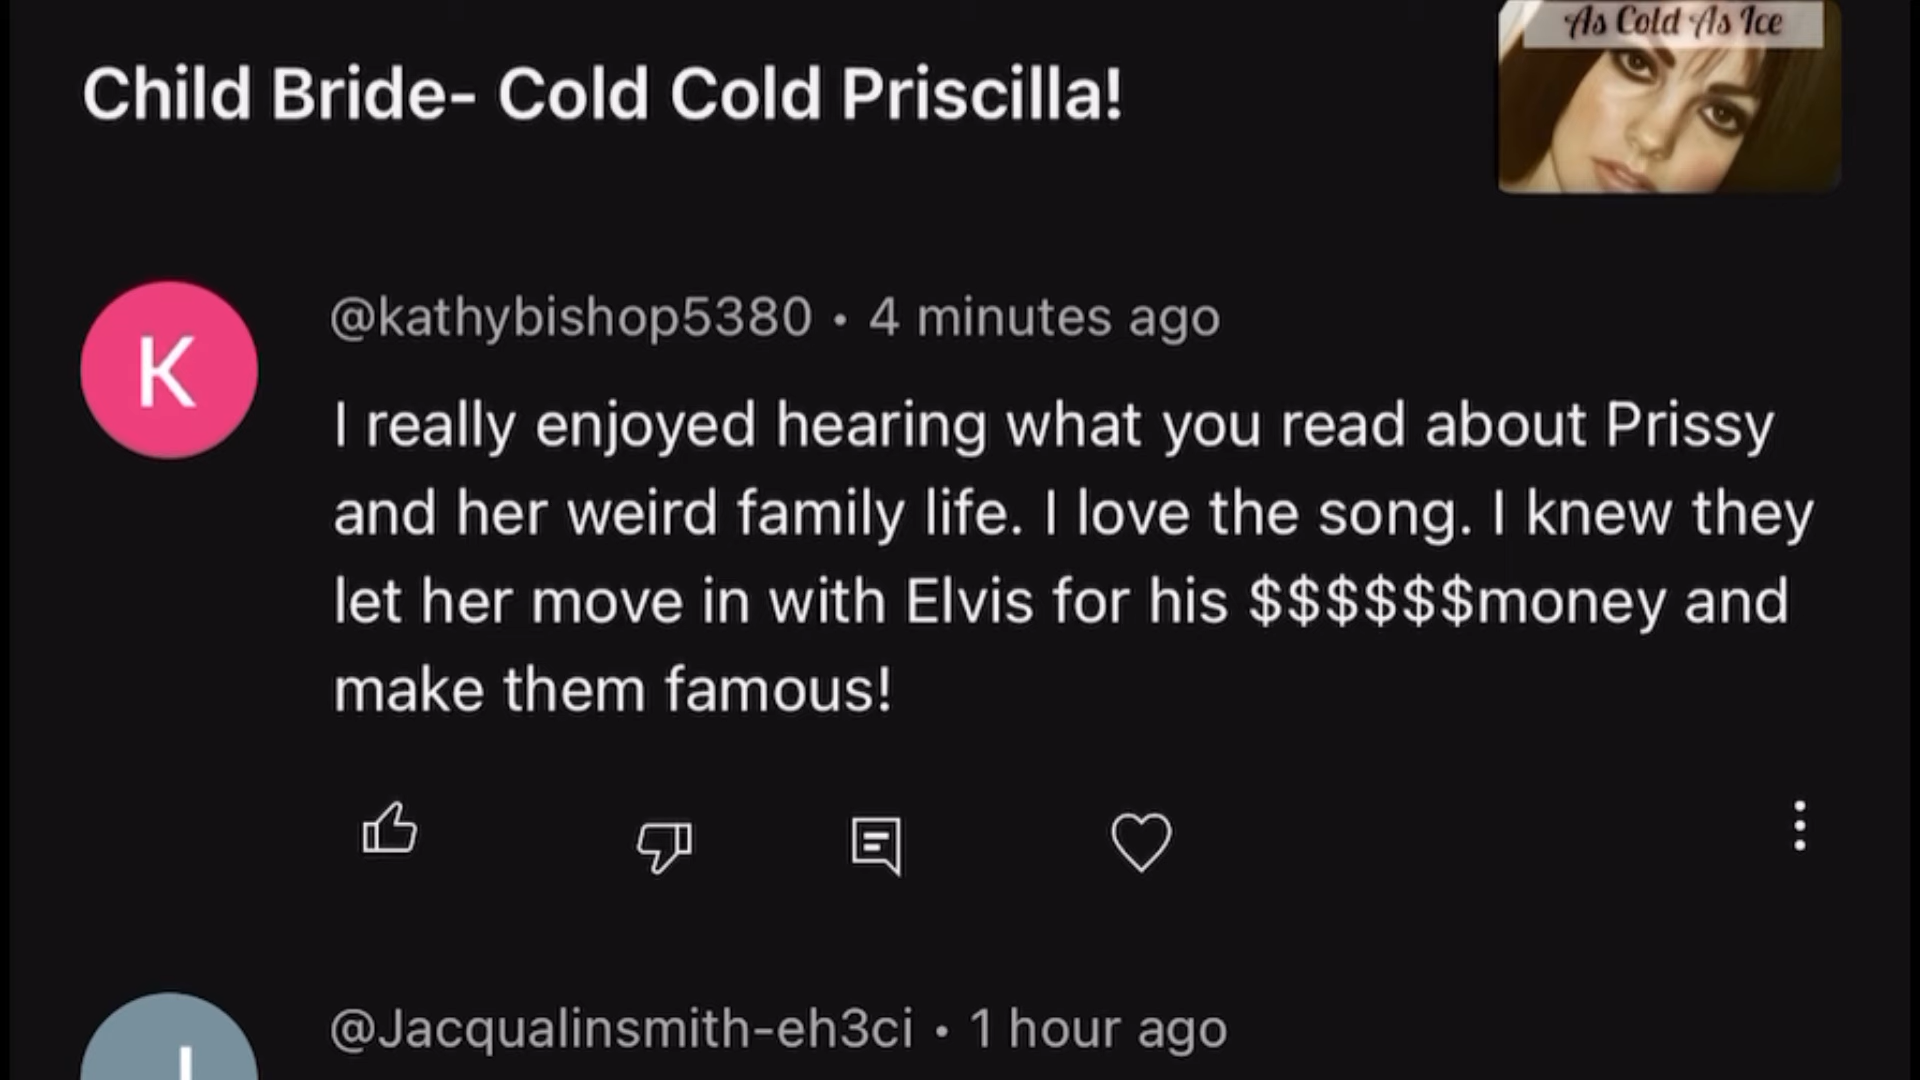 As Cold As Ice
Child Bride- Cold Cold Priscilla!
K
@kathybishop5380 • 4 minutes ago
I really enjoyed hearing what you read about Prissy
and her weird family life. I love the song. I knew they
let her move in with Elvis for his $$$$$$money and
make them famous!
@Jacqualinsmith-eh3ci • 1 hour ago
J